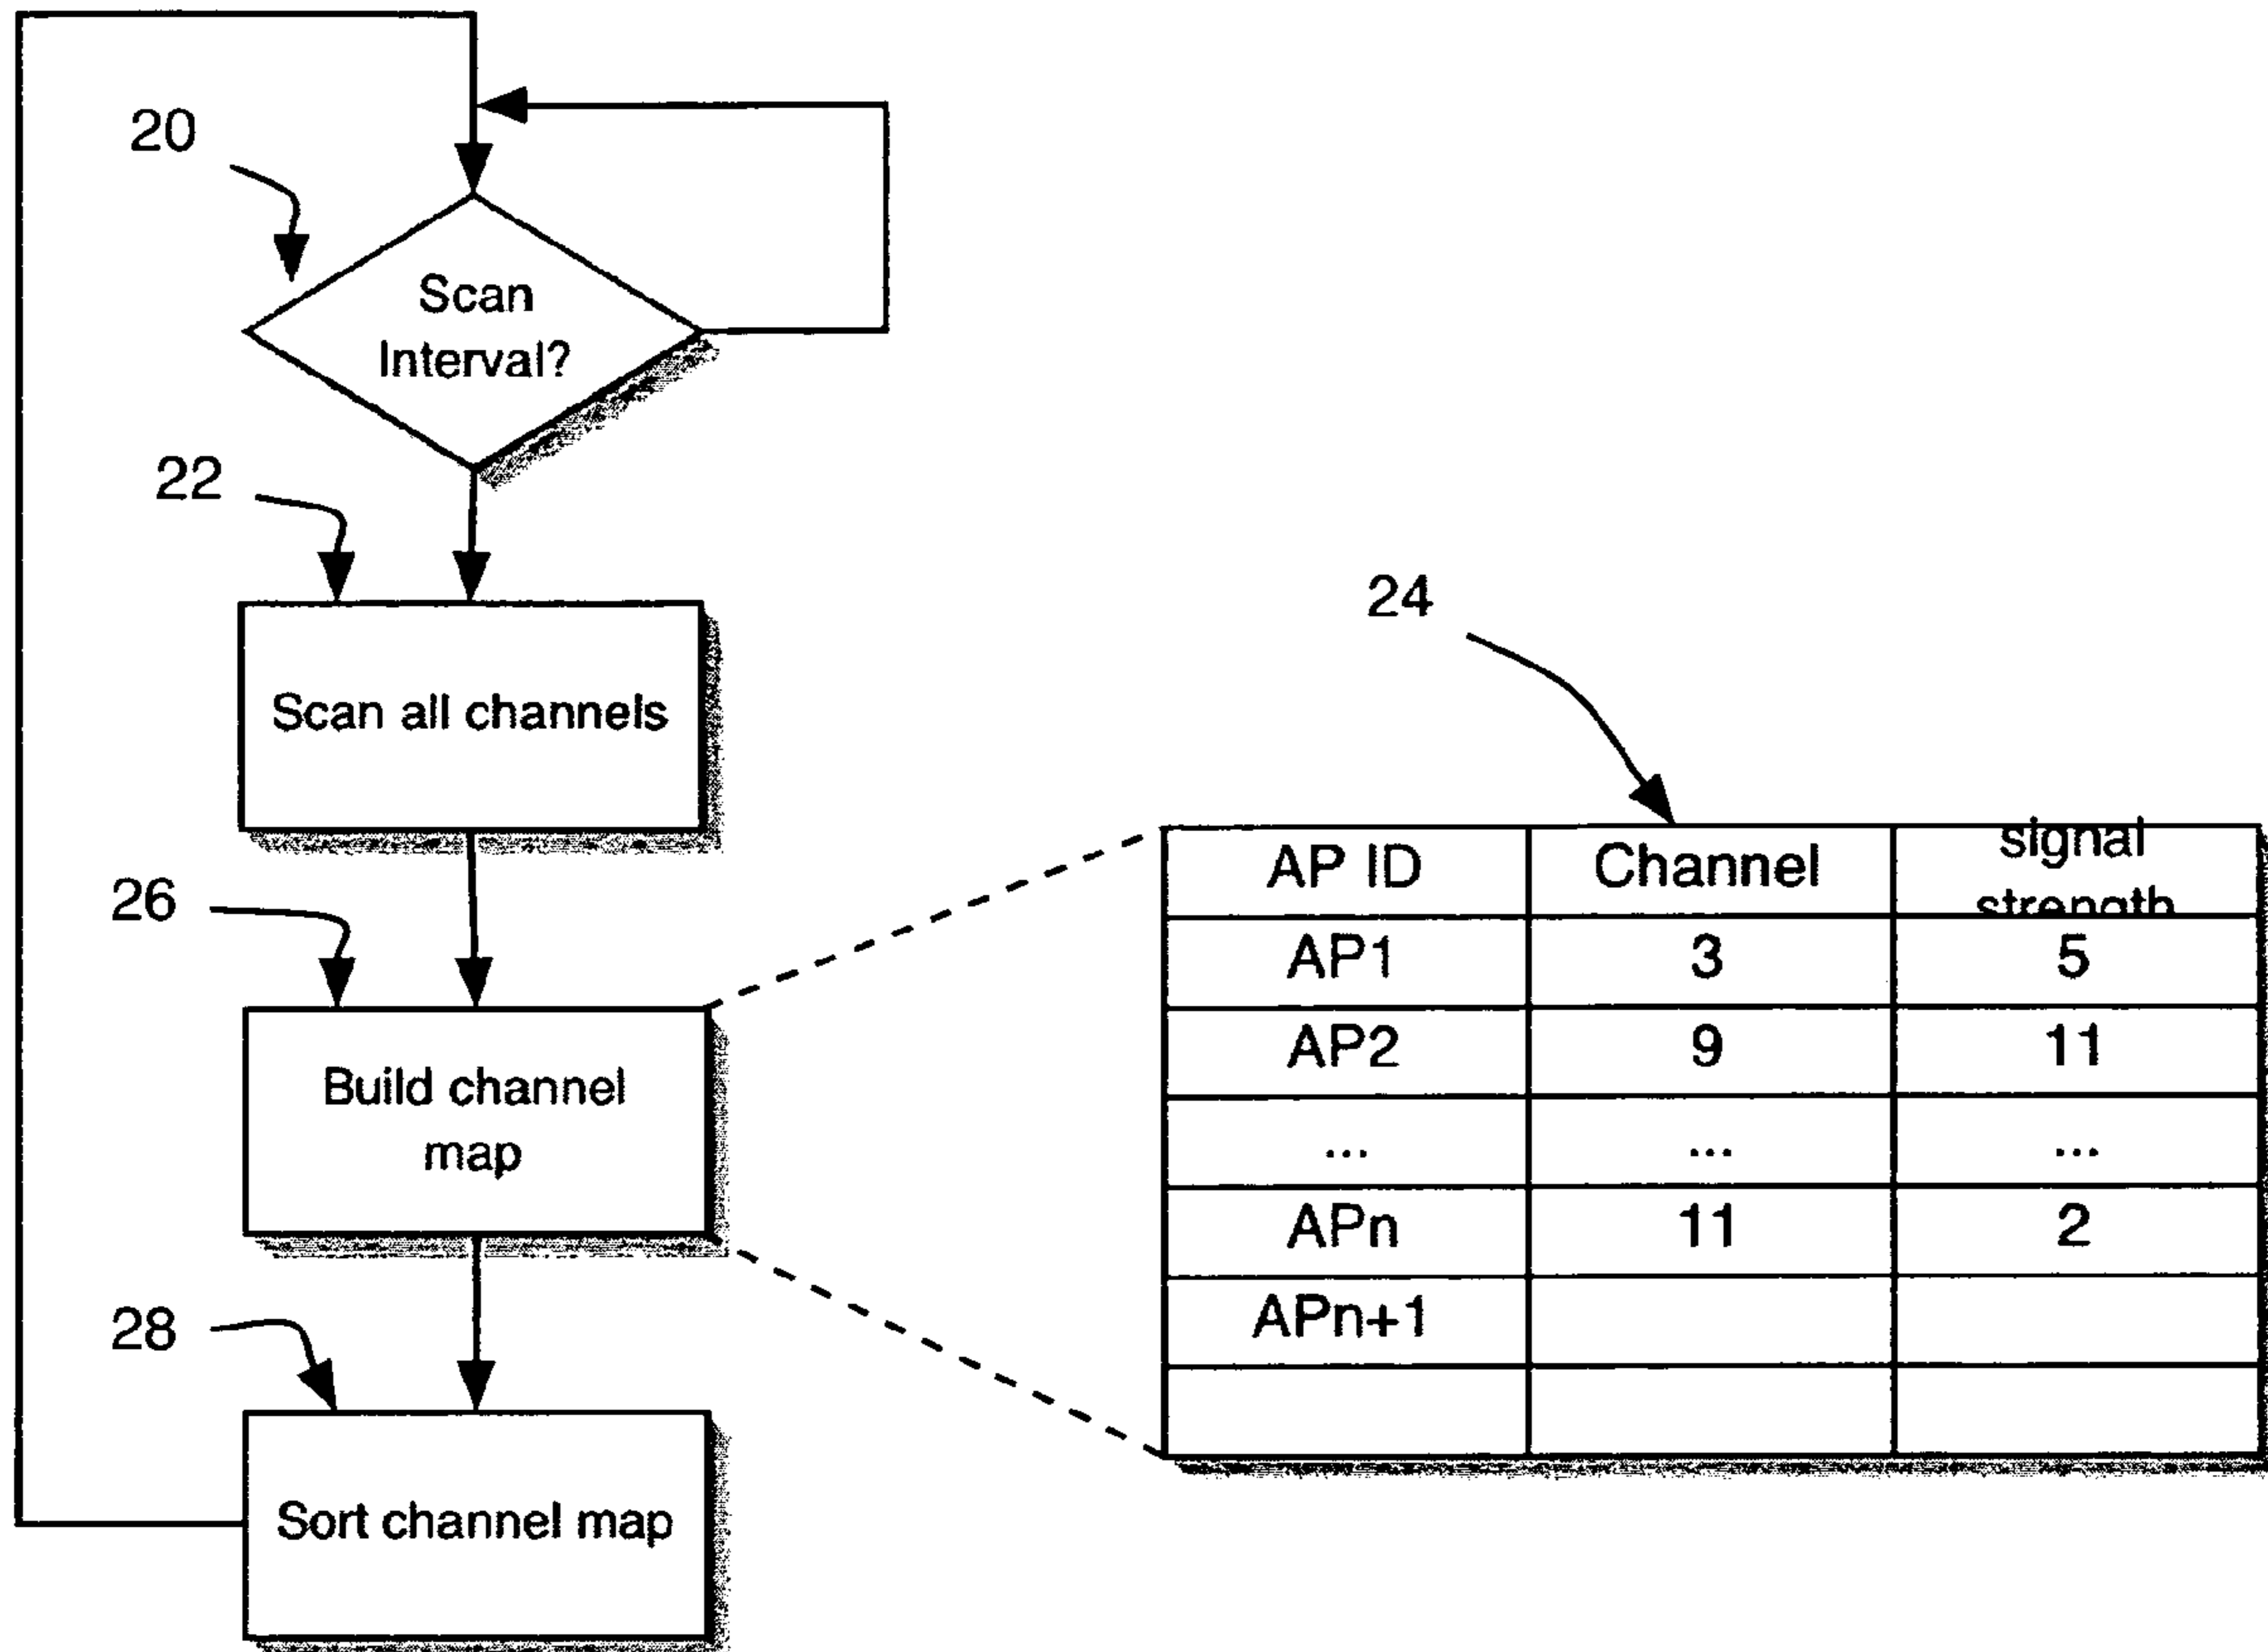 20
Scan
Interval?
22
Scan all channels
24
26
Build channel
map
28
Sort channel map
AP ID Channel signal
strength
AP1 3 5
AP2 9 11
... ... ...
APn 11 2
APn+1